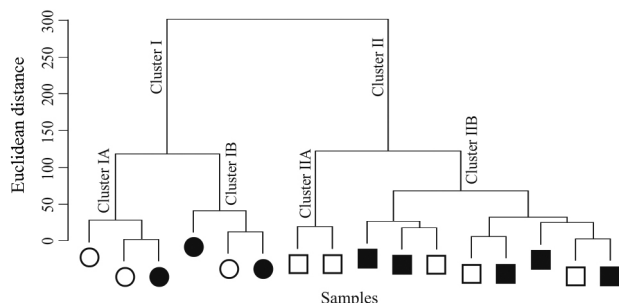 Euclidean distance
300
250
200
150
100
50
0
Cluster I
Cluster II
Cluster IA
Cluster IB
Cluster IIA
Cluster IIB
Samples